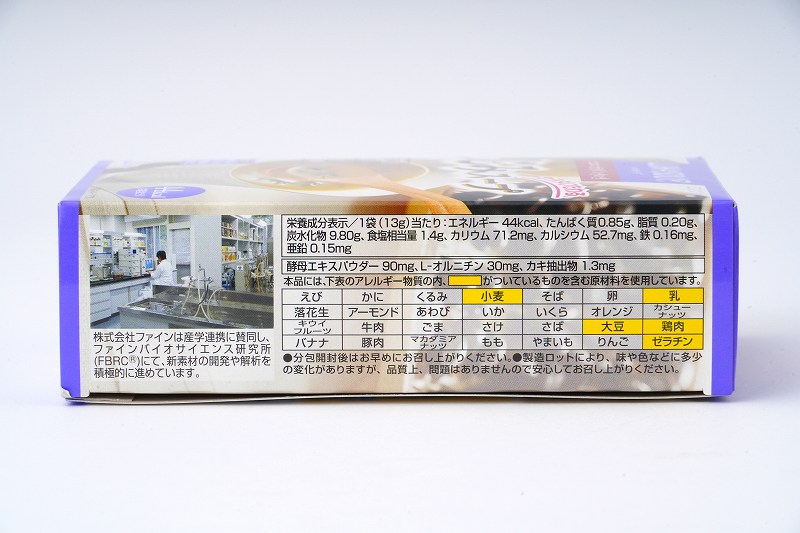 栄養成分表示／1袋（13g）当たり：エネルギー 44kcal、たんぱく質0.85g、脂質 0.20g、
炭水化物 9.80g、食塩相当量 1.4g、カリウム 71.2mg、カルシウム 52.7mg、鉄 0.16mg、
亜鉛 0.15mg
酵母エキスパウダー 90mg、L-オルニチン 30mg、カキ抽出物 1.3mg
本品には、下表のアレルギー物質の内、がついているものを含む原材料を使用しています。
えび かに くるみ 小麦 そば 卵 乳
落花生 アーモンド あわび いか いくら オレンジ カシューナッツ
キウイフルーツ 牛肉 ごま さけ さば 大豆 鶏肉
バナナ 豚肉 マカダミアナッツ もも やまいも りんご ゼラチン
●分包開封後はお早めにお召し上がりください。●製造ロットにより、味や色などに多少
の変化がありますが、品質上、問題はありませんので安心してお召し上がりください。
株式会社ファインは産学連携に賛同し、
ファインバイオサイエンス研究所
(FBRC®)にて、新素材の開発や解析を
積極的に進めています。